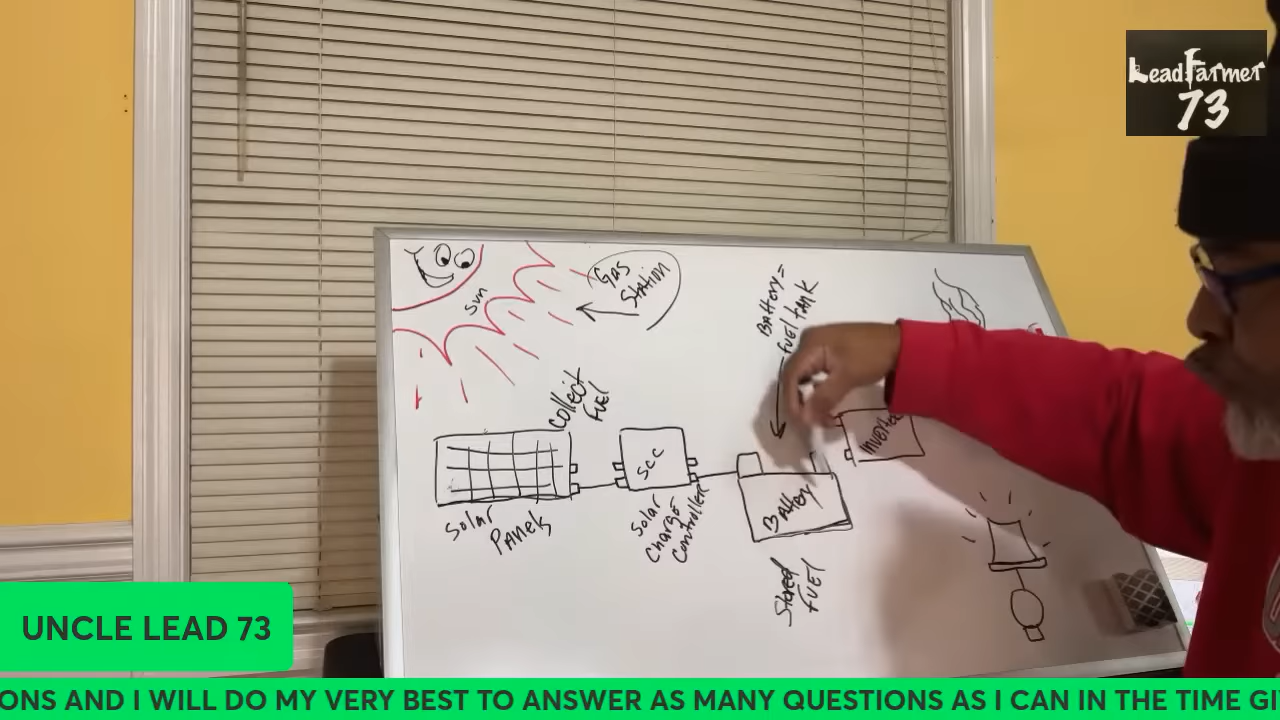 LeadFarmer
73
Sun
Gas
Station
Battery =
fuel tank
Collect
Fuel
Inverter
SCC
Battery
Solar
Panels
Solar
Charge
Controller
Stored
Fuel
UNCLE LEAD 73
ONS AND I WILL DO MY VERY BEST TO ANSWER AS MANY QUESTIONS AS I CAN IN THE TIME